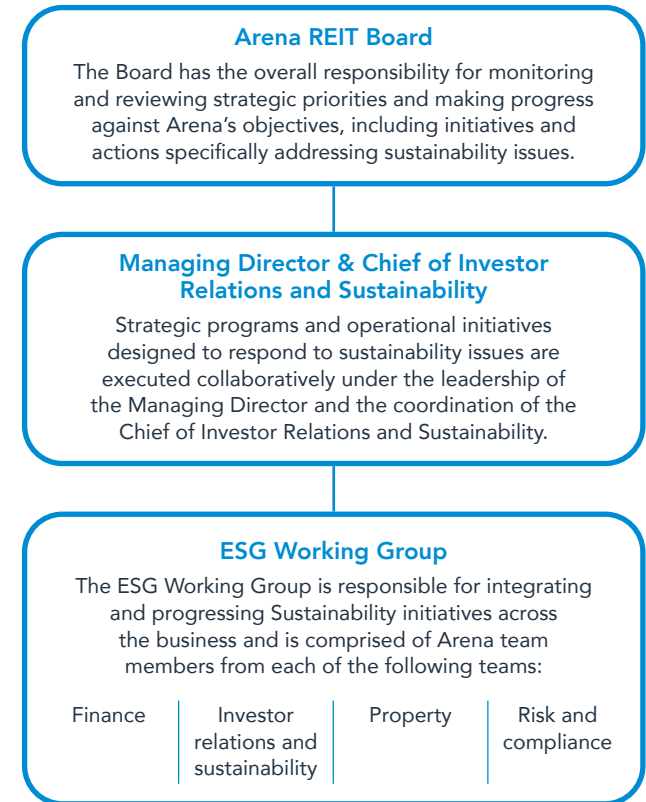 Arena REIT Board
The Board has the overall responsibility for monitoring
and reviewing strategic priorities and making progress
against Arena’s objectives, including initiatives and
actions specifically addressing sustainability issues.
Managing Director & Chief of Investor
Relations and Sustainability
Strategic programs and operational initiatives
designed to respond to sustainability issues are
executed collaboratively under the leadership of
the Managing Director and the coordination of the
Chief of Investor Relations and Sustainability.
ESG Working Group
The ESG Working Group is responsible for integrating
and progressing Sustainability initiatives across
the business and is comprised of Arena team
members from each of the following teams:
Finance
Investor
relations and
sustainability
Property
Risk and
compliance